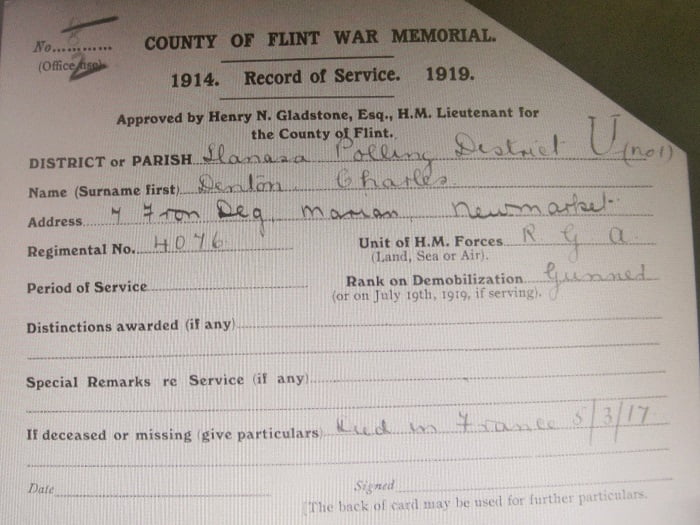 No............
COUNTY OF FLINT WAR MEMORIAL.
(Office use)
1914. Record of Service. 1919.
Approved by Henry N. Gladstone, Esq., H.M. Lieutenant for
the County of Flint.
DISTRICT or PARISH Llanasa Polling District U (no 1)
Name (Surname first) Denton Charles
Address 4 Fron Deg, Marian, Newmarket
Regimental No. 4076
Unit of H.M. Forces R G A
(Land, Sea or Air).
Period of Service
Rank on Demobilization Gunner
(or on July 19th, 1919, if serving).
Distinctions awarded (if any)
Special Remarks re Service (if any)
If deceased or missing (give particulars) Died in France 5/3/17
Date
Signed
[The back of card may be used for further particulars.